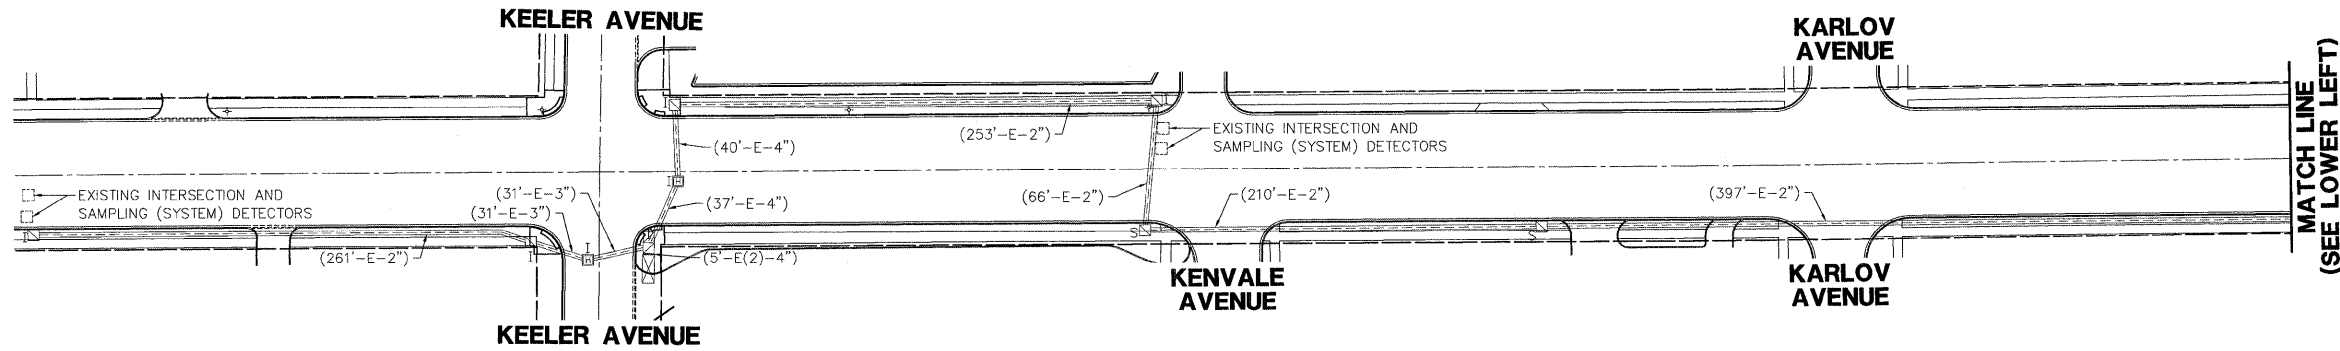 KEELER AVENUE
KARLOV
AVENUE
(253'-E-2")
EXISTING INTERSECTION AND
SAMPLING (SYSTEM) DETECTORS
(40'-E-4")
MATCH LINE
(SEE LOWER LEFT)
EXISTING INTERSECTION AND
SAMPLING (SYSTEM) DETECTORS
(31'-E-3")
(31'-E-3")
(37'-E-4")
(66'-E-2")
(210'-E-2")
(397'-E-2")
H
H
I
I
S
S
(261'-E-2")
(5'-E(2)-4")
KENVALE
AVENUE
KARLOV
AVENUE
KEELER AVENUE